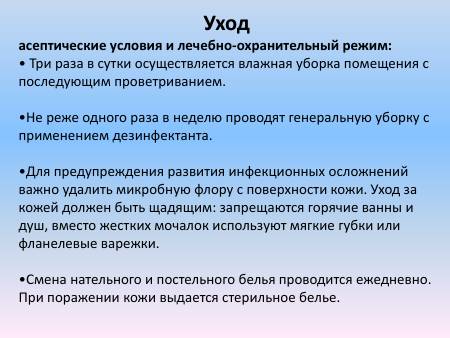 Уход
асептические условия и лечебно-охранительный режим:
• Три раза в сутки осуществляется влажная уборка помещения с
последующим проветриванием.
•Не реже одного раза в неделю проводят генеральную уборку с
применением дезинфектанта.
•Для предупреждения развития инфекционных осложнений
важно удалить микробную флору с поверхности кожи. Уход за
кожей должен быть щадящим: запрещаются горячие ванны и
душ, вместо жестких мочалок используют мягкие губки или
фланелевые варежки.
•Смена нательного и постельного белья проводится ежедневно.
При поражении кожи выдается стерильное белье.